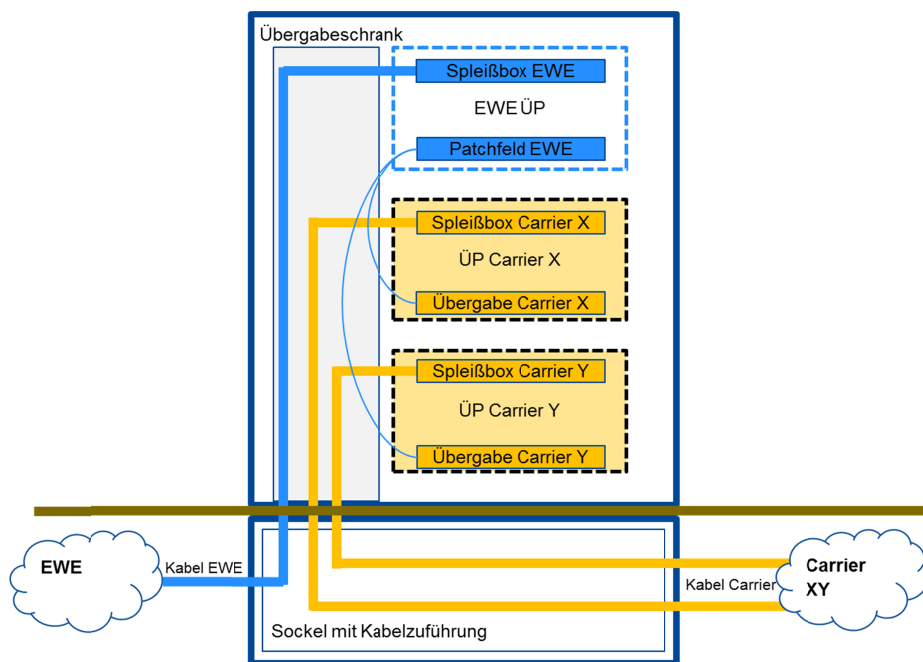 Übergabeschrank
Spleißbox EWE
EWE ÜP
Patchfeld EWE
Spleißbox Carrier X
ÜP Carrier X
Übergabe Carrier X
Spleißbox Carrier Y
ÜP Carrier Y
Übergabe Carrier Y
EWE
Kabel EWE
Kabel Carrier
Carrier
XY
Sockel mit Kabelzuführung